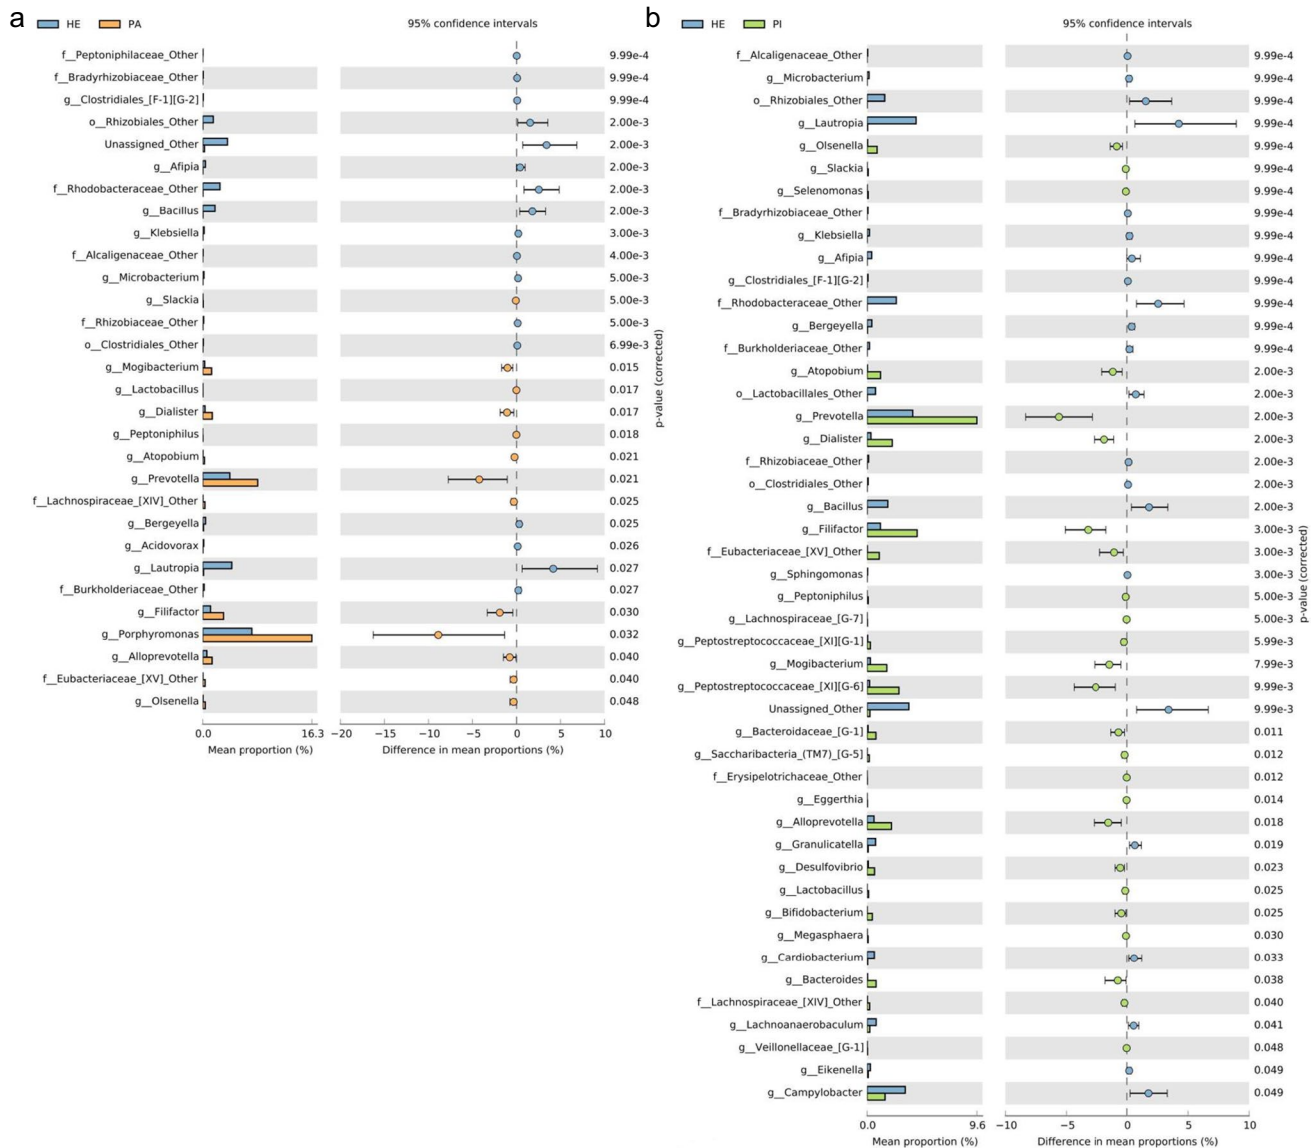 a
HE PA
95% confidence intervals
f__Peptoniphilaceae_Other 9.99e-4
f__Bradyrhizobiaceae_Other 9.99e-4
g__Clostridiales_[F-1][G-2] 9.99e-4
o__Rhizobiales_Other 2.00e-3
Unassigned_Other 2.00e-3
g__Afipia 2.00e-3
f__Rhodobacteraceae_Other 2.00e-3
g__Bacillus 2.00e-3
g__Klebsiella 3.00e-3
f__Alcaligenaceae_Other 4.00e-3
g__Microbacterium 5.00e-3
g__Slackia 5.00e-3
f__Rhizobiaceae_Other 5.00e-3
o__Clostridiales_Other 6.99e-3
g__Mogibacterium 0.015
g__Lactobacillus 0.017
g__Dialister 0.017
g__Peptoniphilus 0.018
g__Atopobium 0.021
g__Prevotella 0.021
f__Lachnospiraceae_[XIV]_Other 0.025
g__Bergeyella 0.025
g__Acidovorax 0.026
g__Lautropia 0.027
f__Burkholderiaceae_Other 0.027
g__Filifactor 0.030
g__Porphyromonas 0.032
g__Alloprevotella 0.040
f__Eubacteriaceae_[XV]_Other 0.040
g__Olsenella 0.048
p-value (corrected)
0.0 16.3 −20 −15 −10 −5 0 5 10
Mean proportion (%) Difference in mean proportions (%)
b
HE PI
95% confidence intervals
f__Alcaligenaceae_Other 9.99e-4
g__Microbacterium 9.99e-4
o__Rhizobiales_Other 9.99e-4
g__Lautropia 9.99e-4
g__Olsenella 9.99e-4
g__Slackia 9.99e-4
g__Selenomonas 9.99e-4
f__Bradyrhizobiaceae_Other 9.99e-4
g__Klebsiella 9.99e-4
g__Afipia 9.99e-4
g__Clostridiales_[F-1][G-2] 9.99e-4
f__Rhodobacteraceae_Other 9.99e-4
g__Bergeyella 9.99e-4
f__Burkholderiaceae_Other 9.99e-4
g__Atopobium 2.00e-3
o__Lactobacillales_Other 2.00e-3
g__Prevotella 2.00e-3
g__Dialister 2.00e-3
f__Rhizobiaceae_Other 2.00e-3
o__Clostridiales_Other 2.00e-3
g__Bacillus 2.00e-3
g__Filifactor 3.00e-3
f__Eubacteriaceae_[XV]_Other 3.00e-3
g__Sphingomonas 3.00e-3
g__Peptoniphilus 5.00e-3
g__Lachnospiraceae_[G-7] 5.00e-3
g__Peptostreptococcaceae_[XI][G-1] 5.99e-3
g__Mogibacterium 7.99e-3
g__Peptostreptococcaceae_[XI][G-6] 9.99e-3
Unassigned_Other 9.99e-3
g__Bacteroidaceae_[G-1] 0.011
g__Saccharibacteria_(TM7)_[G-5] 0.012
f__Erysipelotrichaceae_Other 0.012
g__Eggerthia 0.014
g__Alloprevotella 0.018
g__Granulicatella 0.019
g__Desulfovibrio 0.023
g__Lactobacillus 0.025
g__Bifidobacterium 0.025
g__Megasphaera 0.030
g__Cardiobacterium 0.033
g__Bacteroides 0.038
f__Lachnospiraceae_[XIV]_Other 0.040
g__Lachnoanaerobaculum 0.041
g__Veillonellaceae_[G-1] 0.048
g__Eikenella 0.049
g__Campylobacter 0.049
p-value (corrected)
0.0 9.6 −10 −5 0 5 10
Mean proportion (%) Difference in mean proportions (%)